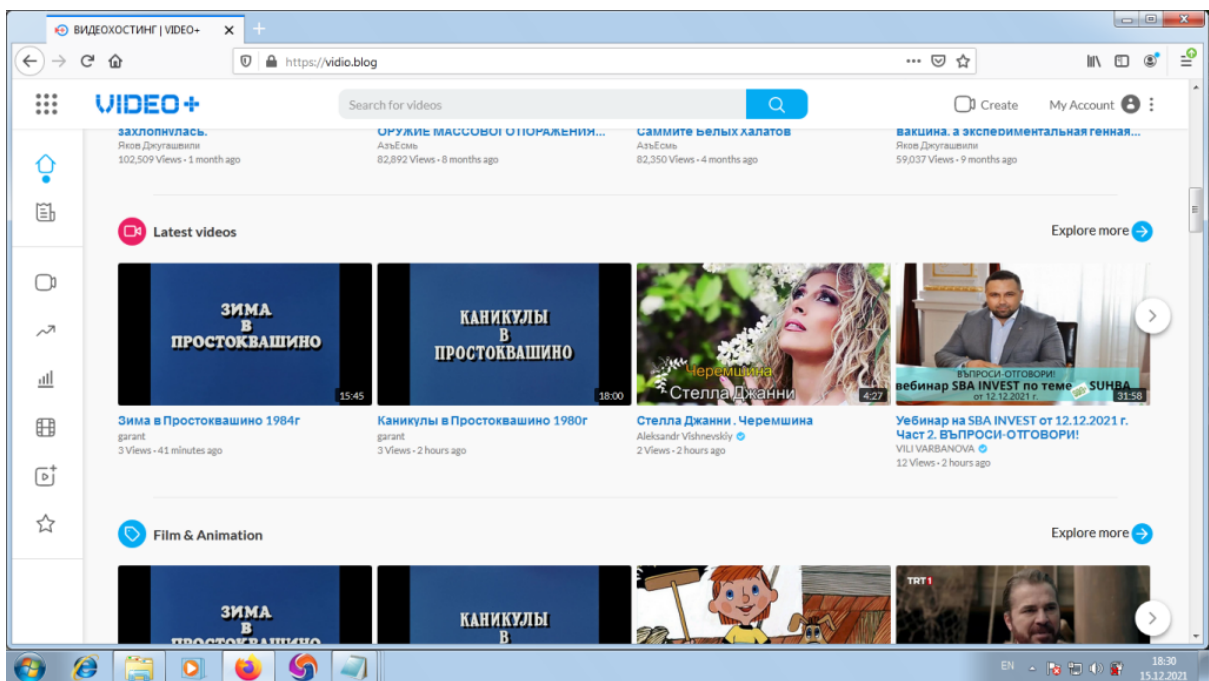 ВИДЕОХОСТИНГ | VIDEO+
https://vidio.blog
VIDEO+
Search for videos
Create
My Account
захлопнулась.
Яков Джугашвили
102,509 Views • 1 month ago
ОРУЖИЕ МАССОВОГО ПОРАЖЕНИЯ...
АзъЕсмь
82,892 Views • 8 months ago
Саммите Белых Халатов
АзъЕсмь
82,350 Views • 4 months ago
вакцина, а экспериментальная генная...
Яков Джугашвили
59,037 Views • 9 months ago
Latest videos
Explore more
ЗИМА
В
ПРОСТОКВАШИНО
15:45
КАНИКУЛЫ
В
ПРОСТОКВАШИНО
18:00
Черемшина
Стелла Джанни
4:27
ВЪПРОСИ-ОТГОВОРИ!
вебинар SBA INVEST по теме SUHBA
от 12.12.2021 г.
31:58
Зима в Простоквашино 1984г
garant
3 Views • 41 minutes ago
Каникулы в Простоквашино 1980г
garant
3 Views • 2 hours ago
Стелла Джанни . Черемшина
Aleksandr Vishnevskiy
2 Views • 2 hours ago
Уебинар на SBA INVEST от 12.12.2021 г.
Част 2. ВЪПРОСИ-ОТГОВОРИ!
VILI VARBANOVA
12 Views • 2 hours ago
Film & Animation
Explore more
ЗИМА
В
ПРОСТОКВАШИНО
КАНИКУЛЫ
В
TRT1
EN
18:30
15.12.2021